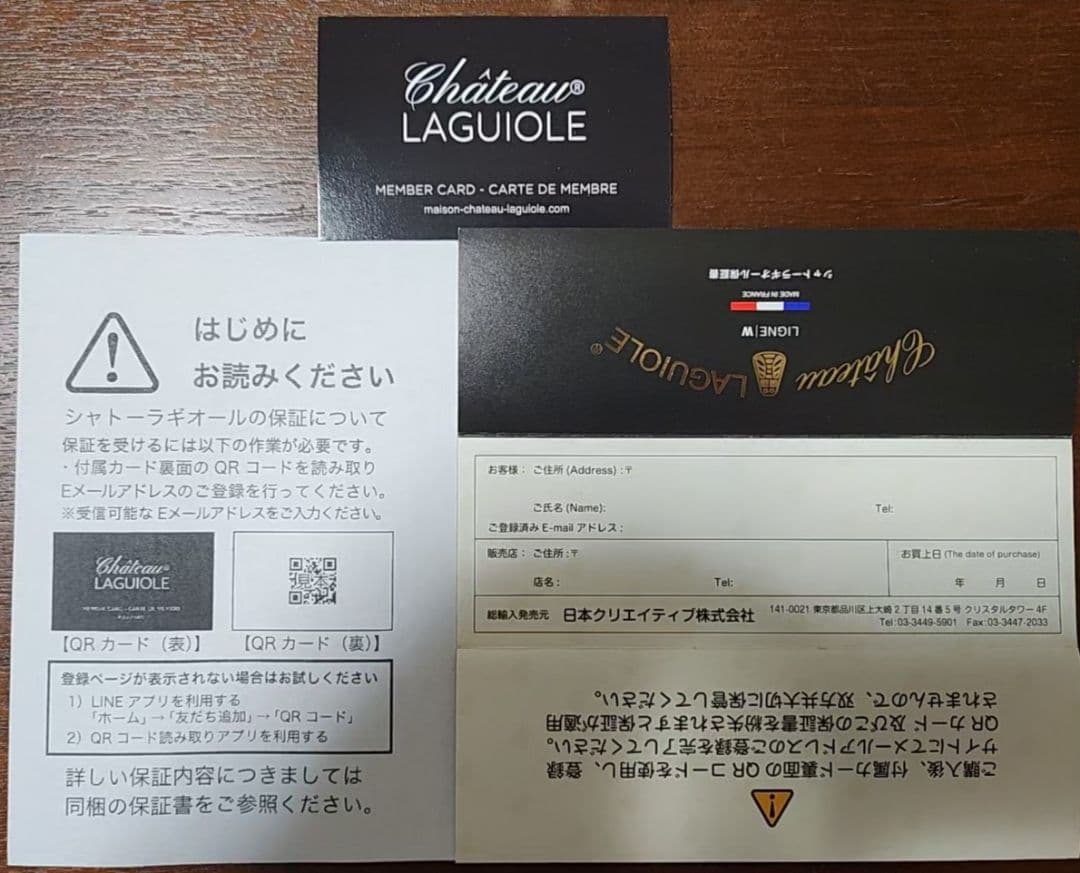 Château®
LAGUIOLE
MEMBER CARD - CARTE DE MEMBRE
maison-chateau-laguiole.com
はじめに
お読みください
シャトーラギオールの保証について
保証を受けるには以下の作業が必要です。
・付属カード裏面の QR コードを読み取り
Eメールアドレスのご登録を行ってください。
※受信可能な Eメールアドレスをご入力ください。
Château®
LAGUIOLE
MEMBER CARD - CARTE DE MEMBRE
見本
【QR カード（表）】
【QR カード（裏）】
登録ページが表示されない場合はお試しください
1）LINE アプリを利用する
「ホーム」→「友だち追加」→「QR コード」
2）QR コード読み取りアプリを利用する
詳しい保証内容につきましては
同梱の保証書をご参照ください。
Château LAGUIOLE®
LIGNE|W
MADE IN FRANCE
シャトーラギオール保証書
お客様： ご住所 (Address) :〒
ご氏名 (Name):
Tel:
ご登録済み E-mail アドレス :
販売店： ご住所 :〒
店名 :
Tel:
お買上日 (The date of purchase)
年 月 日
総輸入発売元 日本クリエイティブ株式会社
141-0021 東京都品川区上大崎 2 丁目 14 番 5 号 クリスタルタワー 4F
Tel:03-3449-5901 Fax:03-3447-2033
ご購入後、付属カード裏面の QR コードを使用し、登録
サイトにてメールアドレスのご登録を完了してください。
QR カード及びこの保証書を紛失されますと保証が適用
されませんので、双方共大切に保管してください。